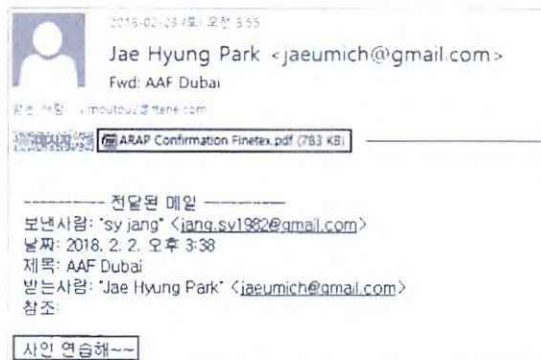 Jae Hyung Park <jaeumich@gmail.com>
Fwd: AAF Dubai
ARAP Confirmation Finetex.pdf (783 KB)
---------- 전달된 메일 ----------
보낸사람: "sy jang" <jang.sy1982@gmail.com>
날짜: 2018. 2. 2. 오후 3:38
제목: AAF Dubai
받는사람: "Jae Hyung Park" <jaeumich@gmail.com>
참조:
사인 연습해~~